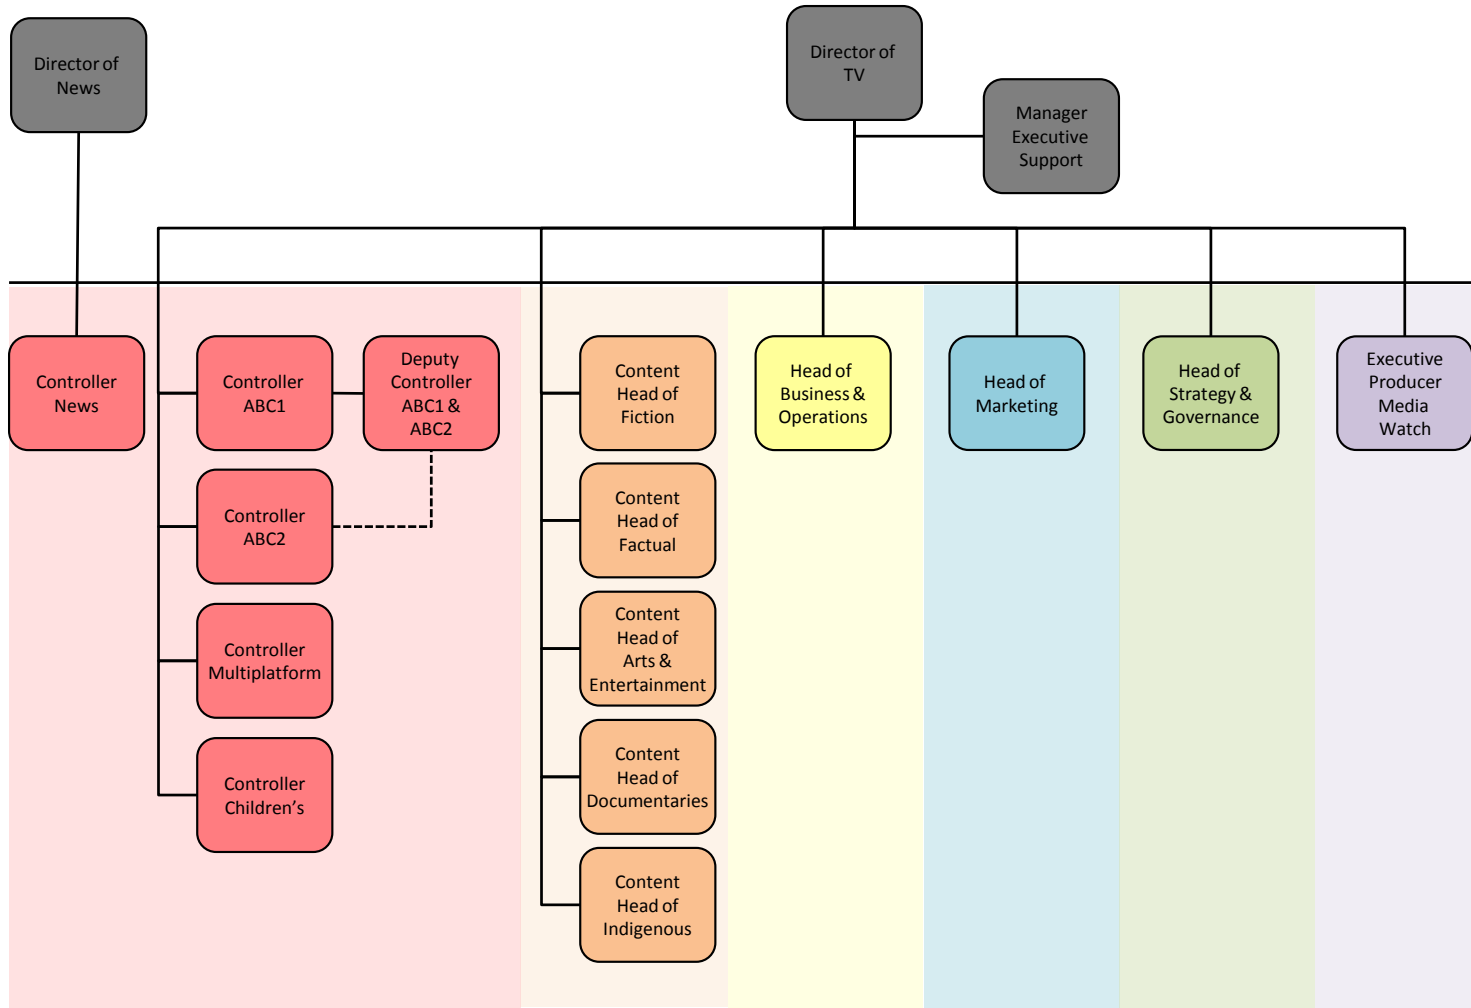 Director of
News
Director of
TV
Manager
Executive
Support
Controller
News
Controller
ABC1
Deputy
Controller
ABC1 &
ABC2
Controller
ABC2
Controller
Multiplatform
Controller
Children’s
Content
Head of
Fiction
Content
Head of
Factual
Content
Head of
Arts &
Entertainment
Content
Head of
Documentaries
Content
Head of
Indigenous
Head of
Business &
Operations
Head of
Marketing
Head of
Strategy &
Governance
Executive
Producer
Media
Watch